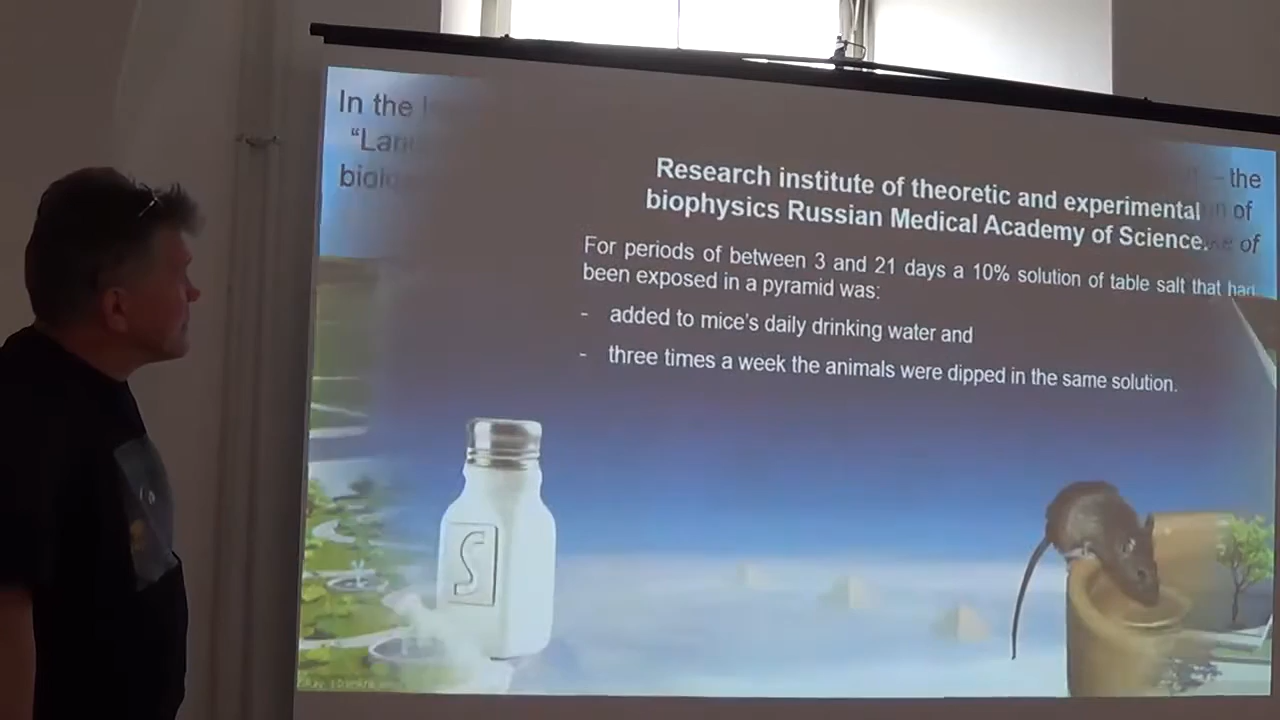 In the
“Lan
biolo
– the
of
of
Research institute of theoretic and experimental
biophysics Russian Medical Academy of Science.
For periods of between 3 and 21 days a 10% solution of table salt that had
been exposed in a pyramid was:
- added to mice’s daily drinking water and
- three times a week the animals were dipped in the same solution.
S